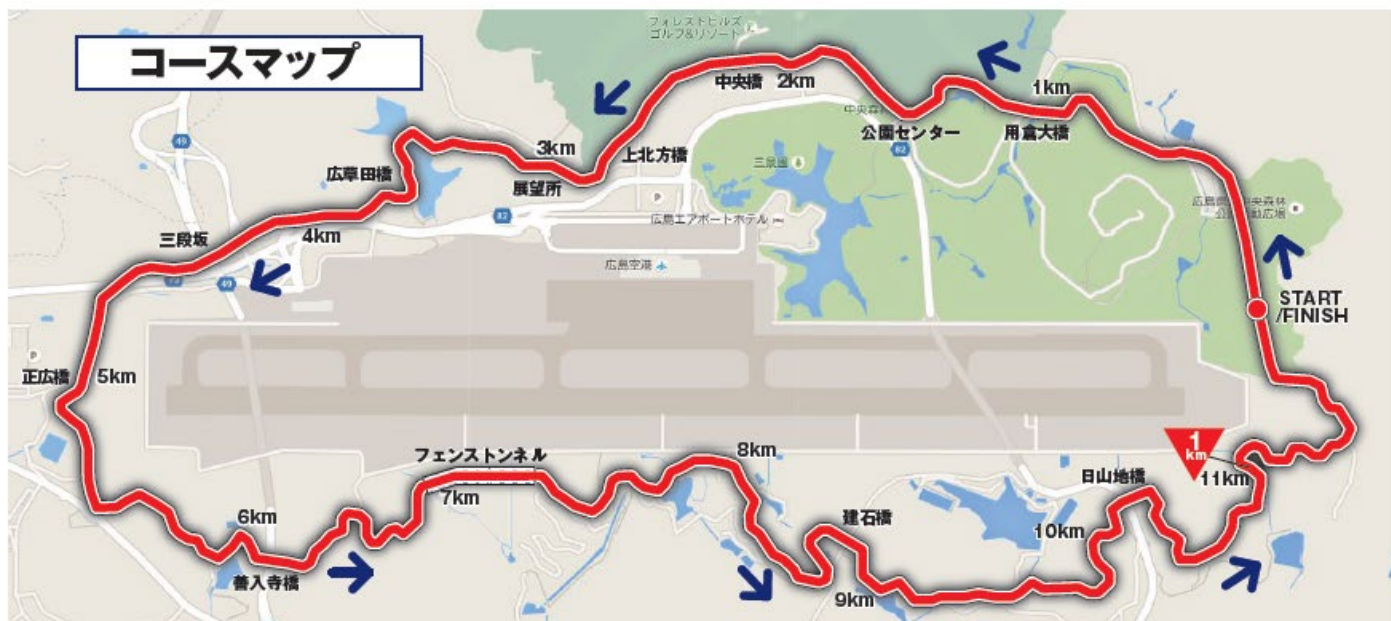 コースマップ
フォレストヒルズ
ゴルフ&リゾート
中央橋
2km
1km
公園センター
用倉大橋
82
三景園
上北方橋
3km
展望所
広草田橋
49
4km
三段坂
82
P
広島エアポートホテル
広島空港
49
START
/FINISH
P
正広橋
5km
1
km
フェンストンネル
7km
8km
日山地橋
11km
10km
建石橋
9km
6km
善入寺橋